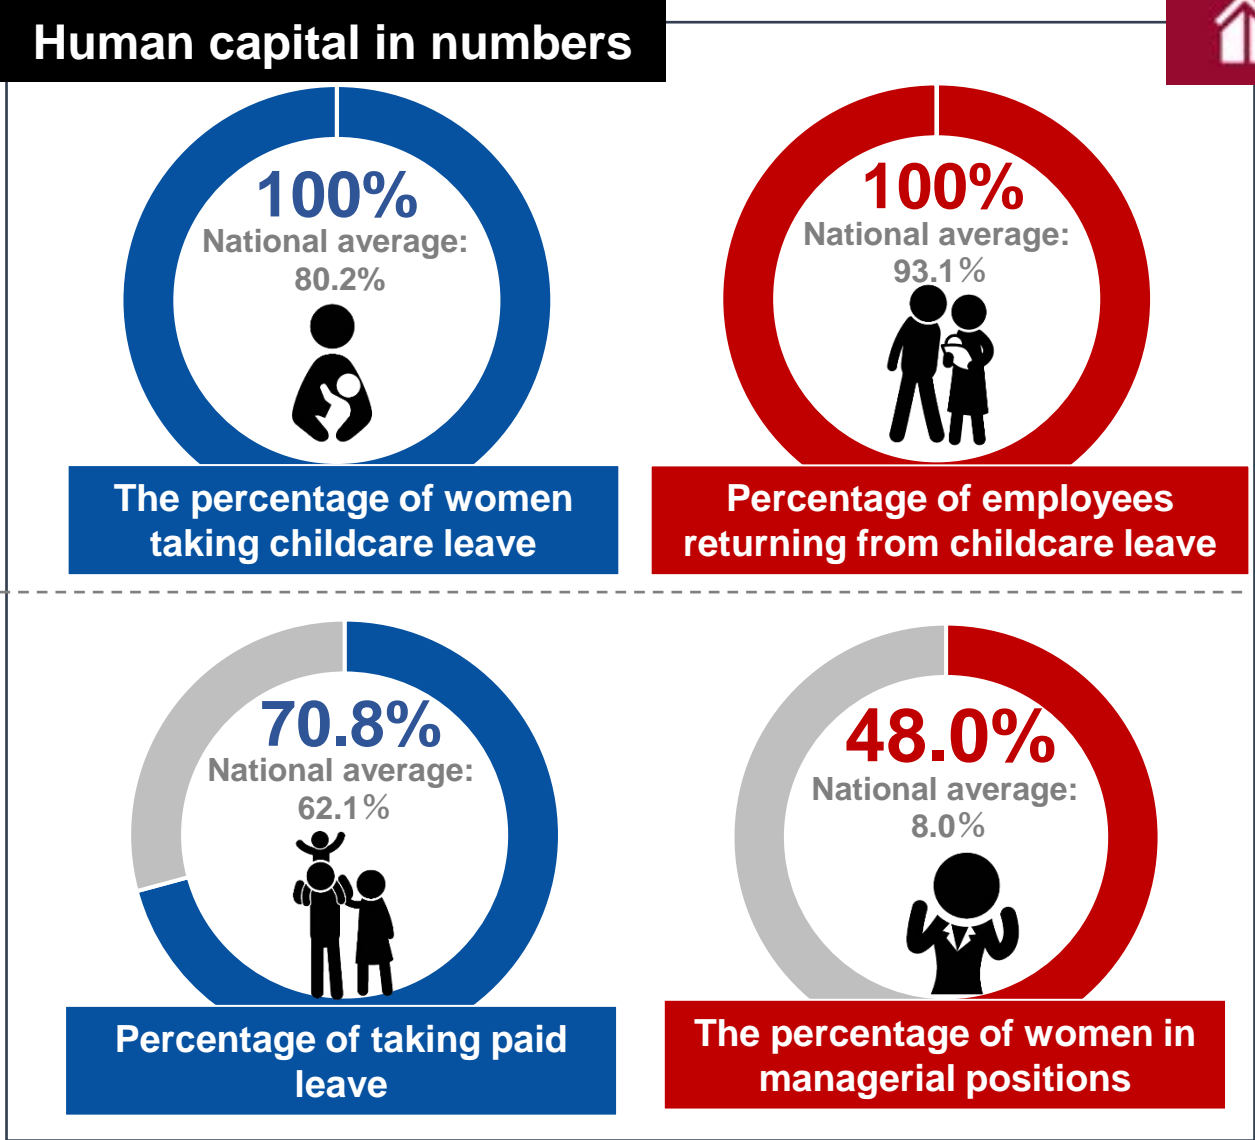 Human capital in numbers
100%
National average:
80.2%
The percentage of women
taking childcare leave
100%
National average:
93.1%
Percentage of employees
returning from childcare leave
70.8%
National average:
62.1%
Percentage of taking paid
leave
48.0%
National average:
8.0%
The percentage of women in
managerial positions